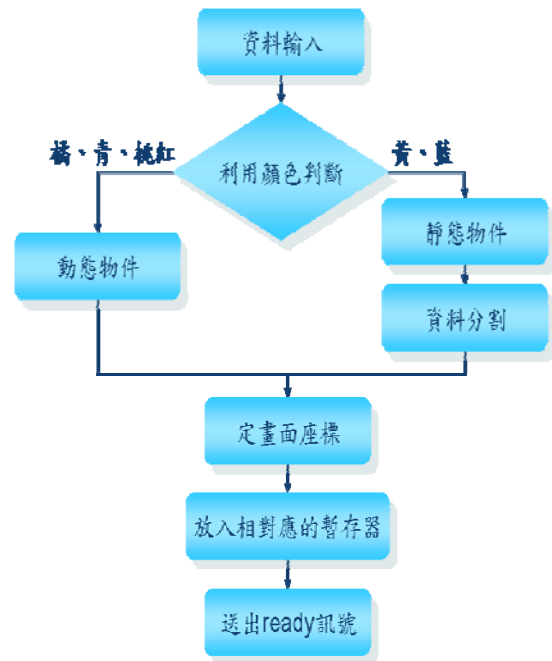 資料輸入
橘、青、桃紅
利用顏色判斷
黃、藍
動態物件
靜態物件
資料分割
定畫面座標
放入相對應的暫存器
送出ready訊號